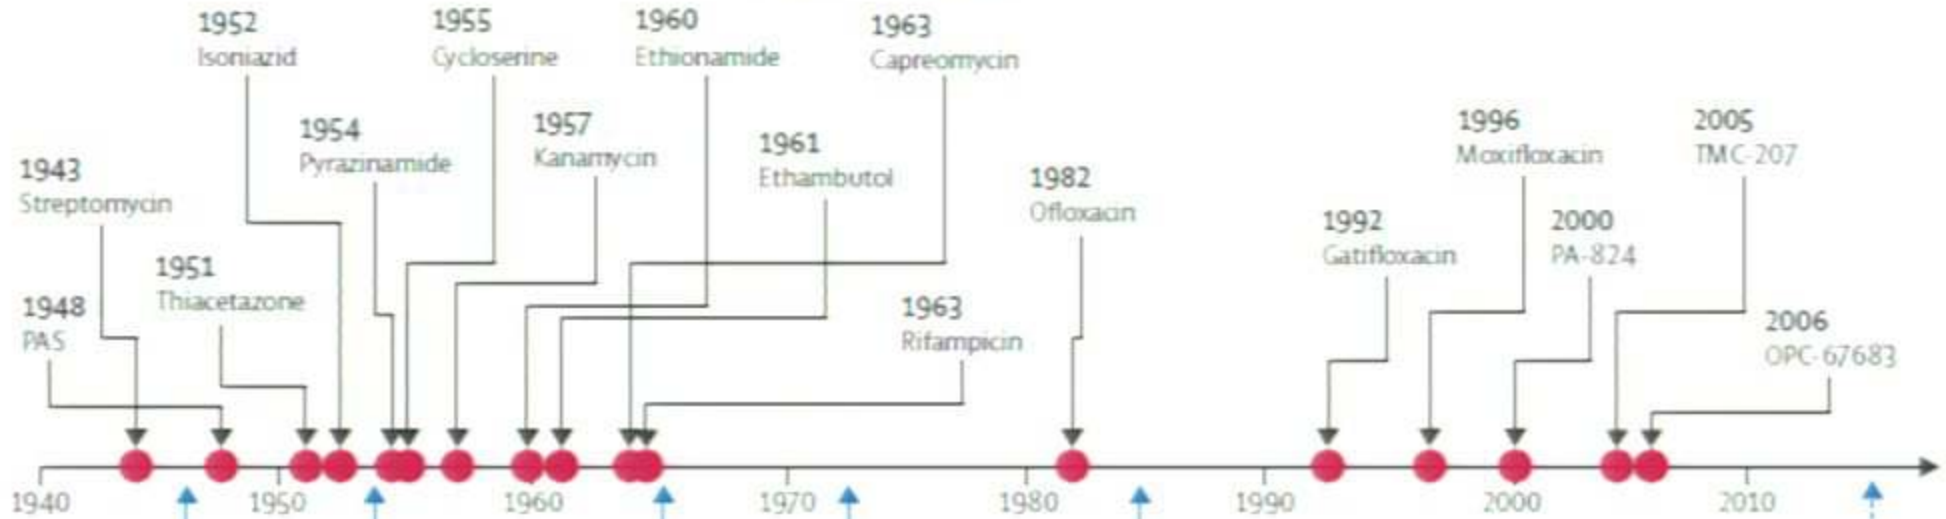 1952
Isoniazid
1955
Cycloserine
1960
Ethionamide
1963
Capreomycin
1943
Streptomycin
1954
Pyrazinamide
1957
Kanamycin
1961
Ethambutol
1982
Ofloxacin
1996
Moxifloxacin
2005
TMC-207
1948
PAS
1951
Thiacetazone
1963
Rifampicin
1992
Gatifloxacin
2000
PA-824
2006
OPC-67683
1940 1950 1960 1970 1980 1990 2000 2010